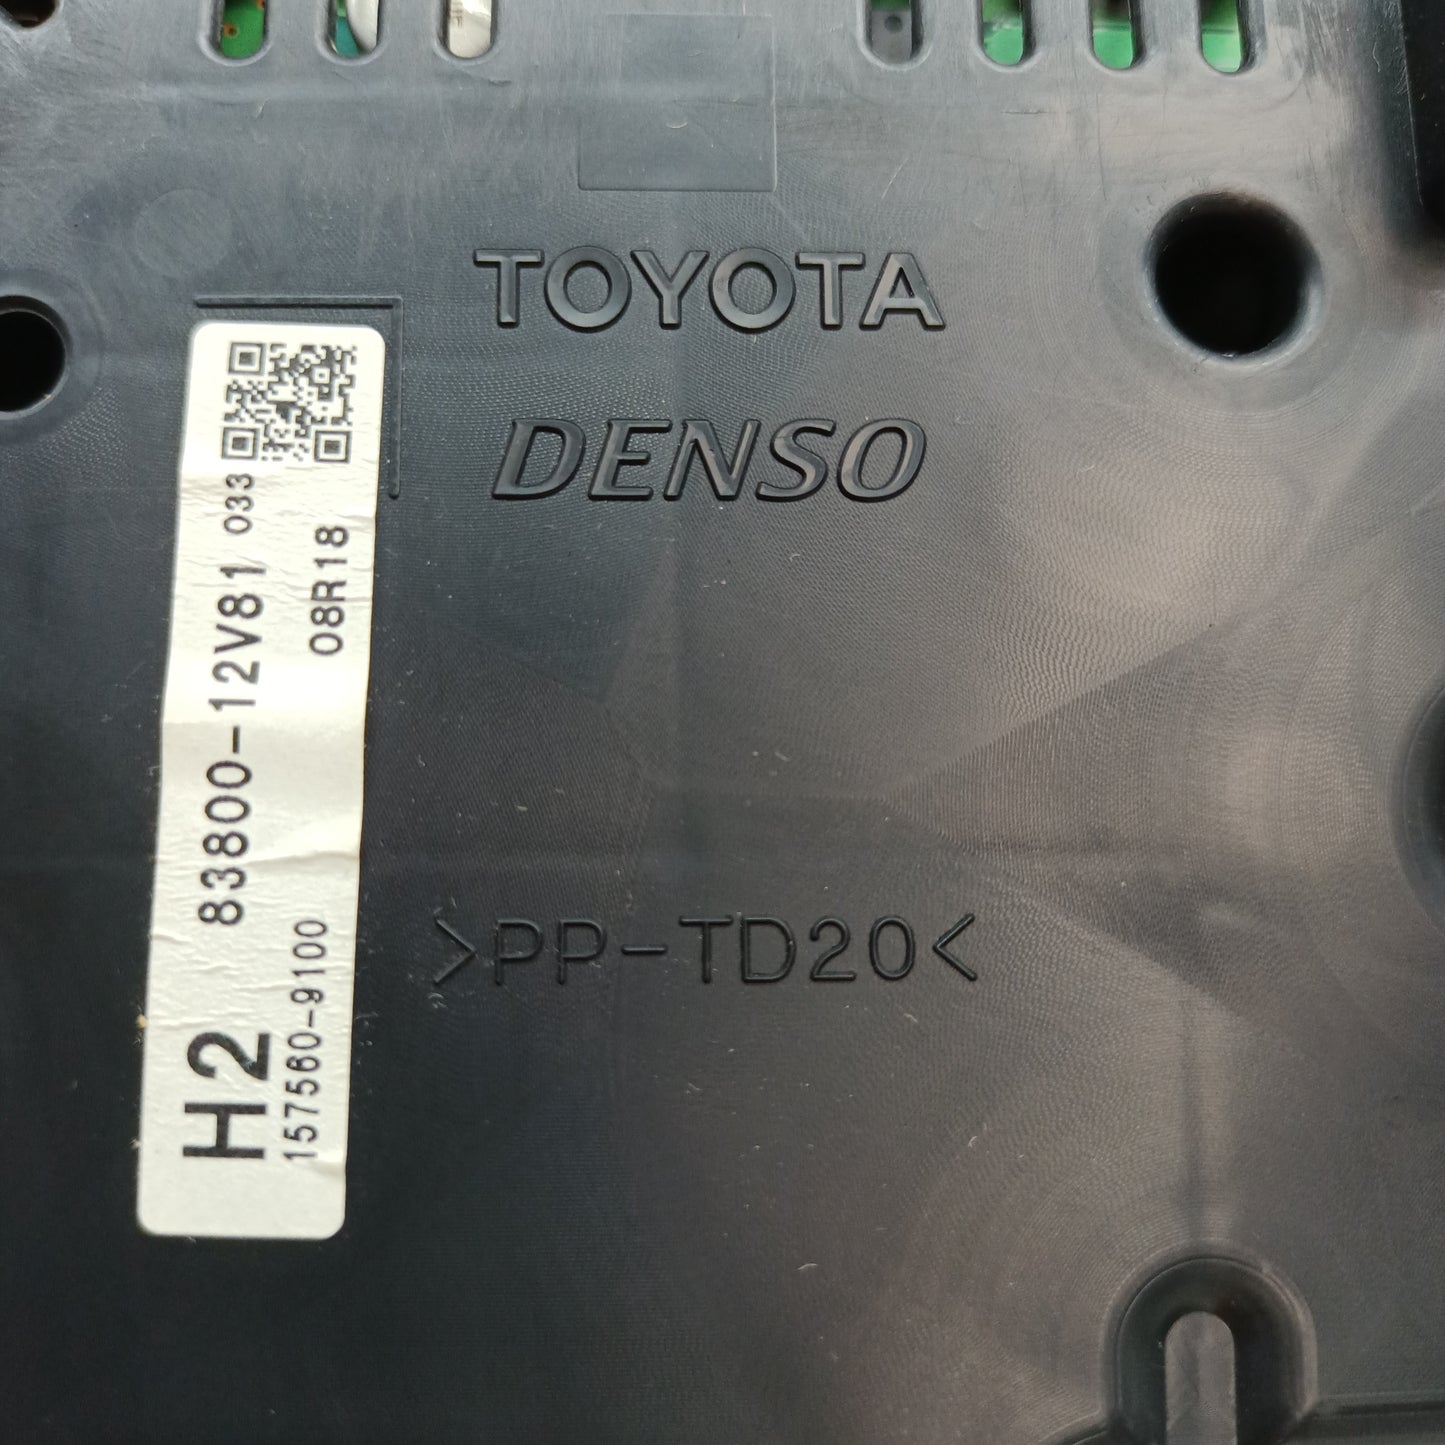 TOYOTA
DENSO
>PP-TD20<
H2 83800-12V81 033
157560-9100 08R18